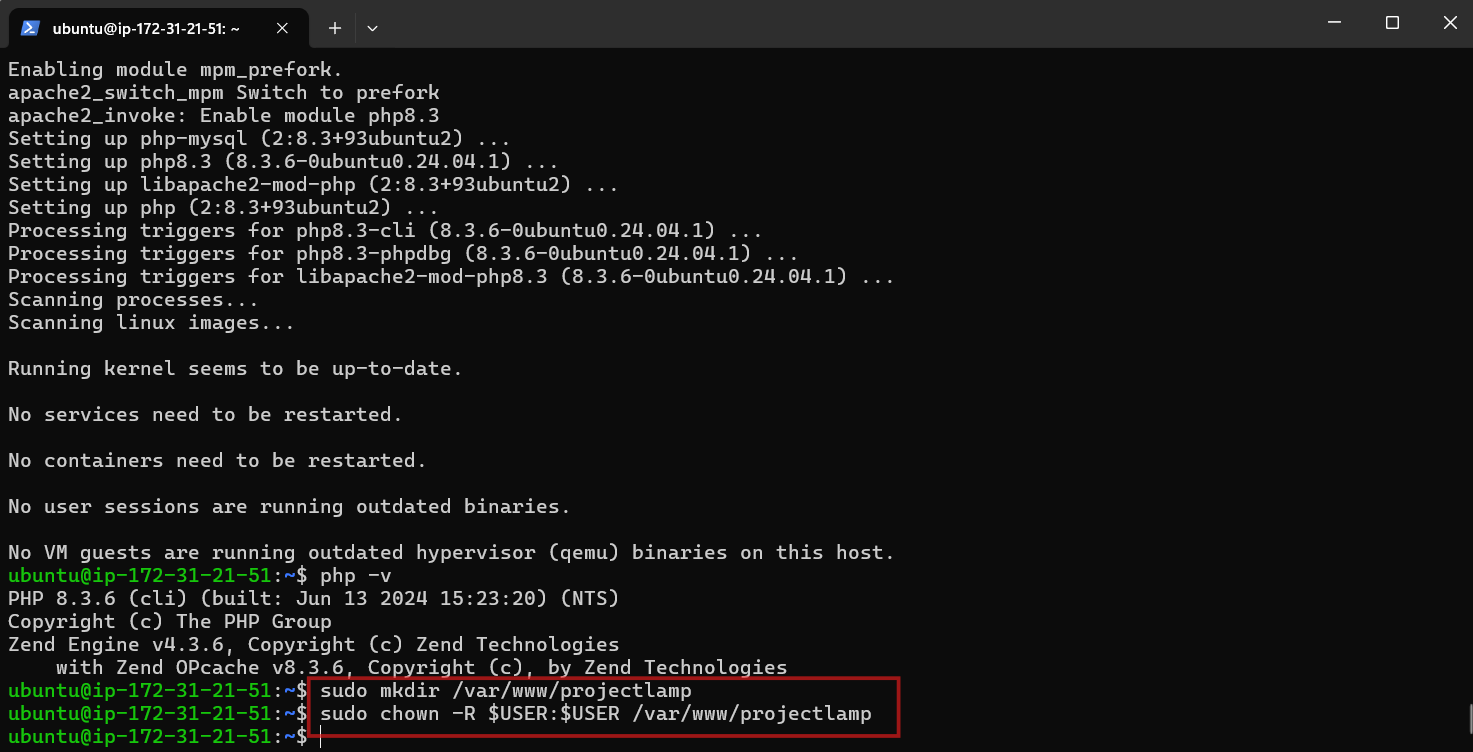 ubuntu@ip-172-31-21-51: ~
Enabling module mpm_prefork.
apache2_switch_mpm Switch to prefork
apache2_invoke: Enable module php8.3
Setting up php-mysql (2:8.3+93ubuntu2) ...
Setting up php8.3 (8.3.6-0ubuntu0.24.04.1) ...
Setting up libapache2-mod-php (2:8.3+93ubuntu2) ...
Setting up php (2:8.3+93ubuntu2) ...
Processing triggers for php8.3-cli (8.3.6-0ubuntu0.24.04.1) ...
Processing triggers for php8.3-phpdbg (8.3.6-0ubuntu0.24.04.1) ...
Processing triggers for libapache2-mod-php8.3 (8.3.6-0ubuntu0.24.04.1) ...
Scanning processes...
Scanning linux images...
Running kernel seems to be up-to-date.
No services need to be restarted.
No containers need to be restarted.
No user sessions are running outdated binaries.
No VM guests are running outdated hypervisor (qemu) binaries on this host.
ubuntu@ip-172-31-21-51:~$ php -v
PHP 8.3.6 (cli) (built: Jun 13 2024 15:23:20) (NTS)
Copyright (c) The PHP Group
Zend Engine v4.3.6, Copyright (c) Zend Technologies
    with Zend OPcache v8.3.6, Copyright (c), by Zend Technologies
ubuntu@ip-172-31-21-51:~$ sudo mkdir /var/www/projectlamp
ubuntu@ip-172-31-21-51:~$ sudo chown -R $USER:$USER /var/www/projectlamp
ubuntu@ip-172-31-21-51:~$